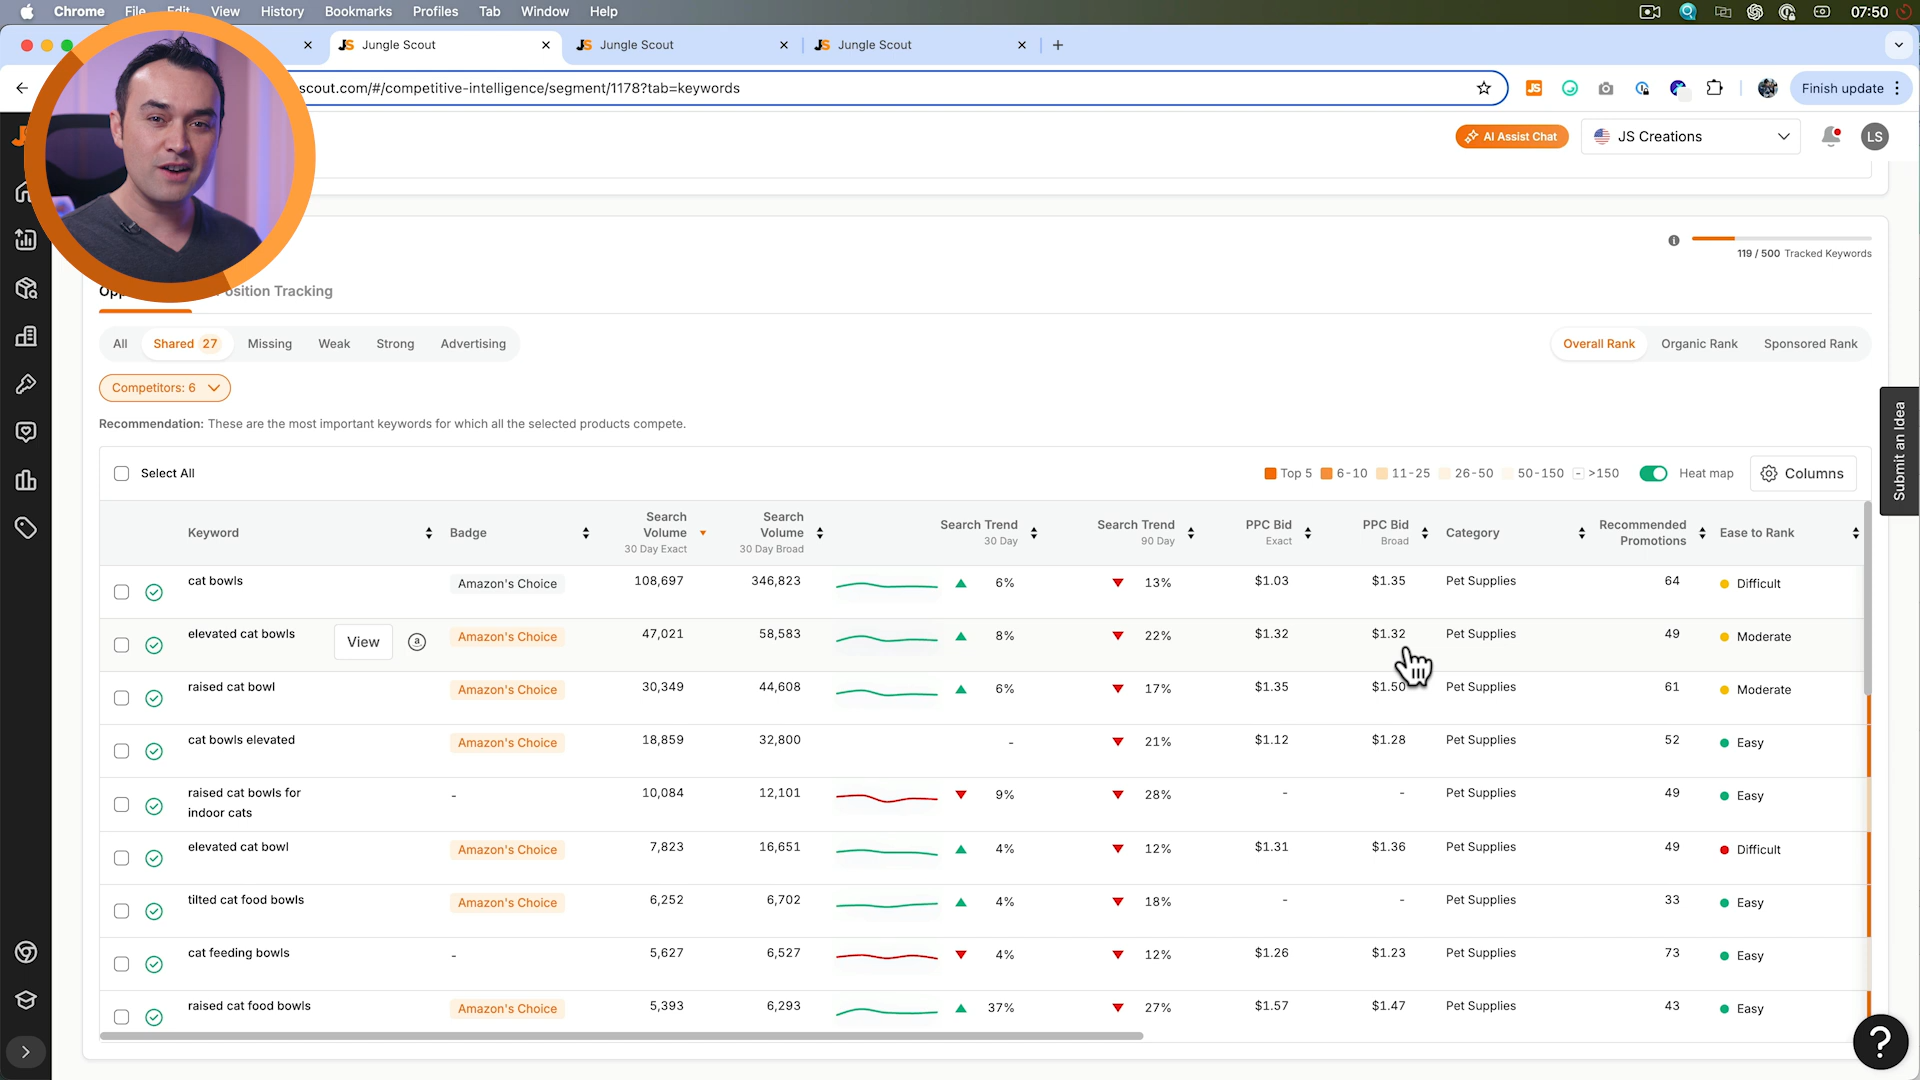 Chrome File Edit View History Bookmarks Profiles Tab Window Help 07:50
JS Jungle Scout
JS Jungle Scout
JS Jungle Scout
scout.com/#/competitive-intelligence/segment/1178?tab=keywords
JS
Finish update
AI Assist Chat
JS Creations
LS
119 / 500 Tracked Keywords
Position Tracking
All Shared 27 Missing Weak Strong Advertising
Overall Rank Organic Rank Sponsored Rank
Competitors: 6
Recommendation: These are the most important keywords for which all the selected products compete.
Submit an Idea
Select All
Top 5 6-10 11-25 26-50 50-150 - >150 Heat map Columns
Keyword Badge Search Volume 30 Day Exact Search Volume 30 Day Broad Search Trend 30 Day Search Trend 90 Day PPC Bid Exact PPC Bid Broad Category Recommended Promotions Ease to Rank
cat bowls Amazon's Choice 108,697 346,823 6% 13% $1.03 $1.35 Pet Supplies 64 Difficult
elevated cat bowls View a Amazon's Choice 47,021 58,583 8% 22% $1.32 $1.32 Pet Supplies 49 Moderate
raised cat bowl Amazon's Choice 30,349 44,608 6% 17% $1.35 $1.50 Pet Supplies 61 Moderate
cat bowls elevated Amazon's Choice 18,859 32,800 - 21% $1.12 $1.28 Pet Supplies 52 Easy
raised cat bowls for - 10,084 12,101 9% 28% - - Pet Supplies 49 Easy
indoor cats
elevated cat bowl Amazon's Choice 7,823 16,651 4% 12% $1.31 $1.36 Pet Supplies 49 Difficult
tilted cat food bowls Amazon's Choice 6,252 6,702 4% 18% - - Pet Supplies 33 Easy
cat feeding bowls - 5,627 6,527 4% 12% $1.26 $1.23 Pet Supplies 73 Easy
raised cat food bowls Amazon's Choice 5,393 6,293 37% 27% $1.57 $1.47 Pet Supplies 43 Easy
?